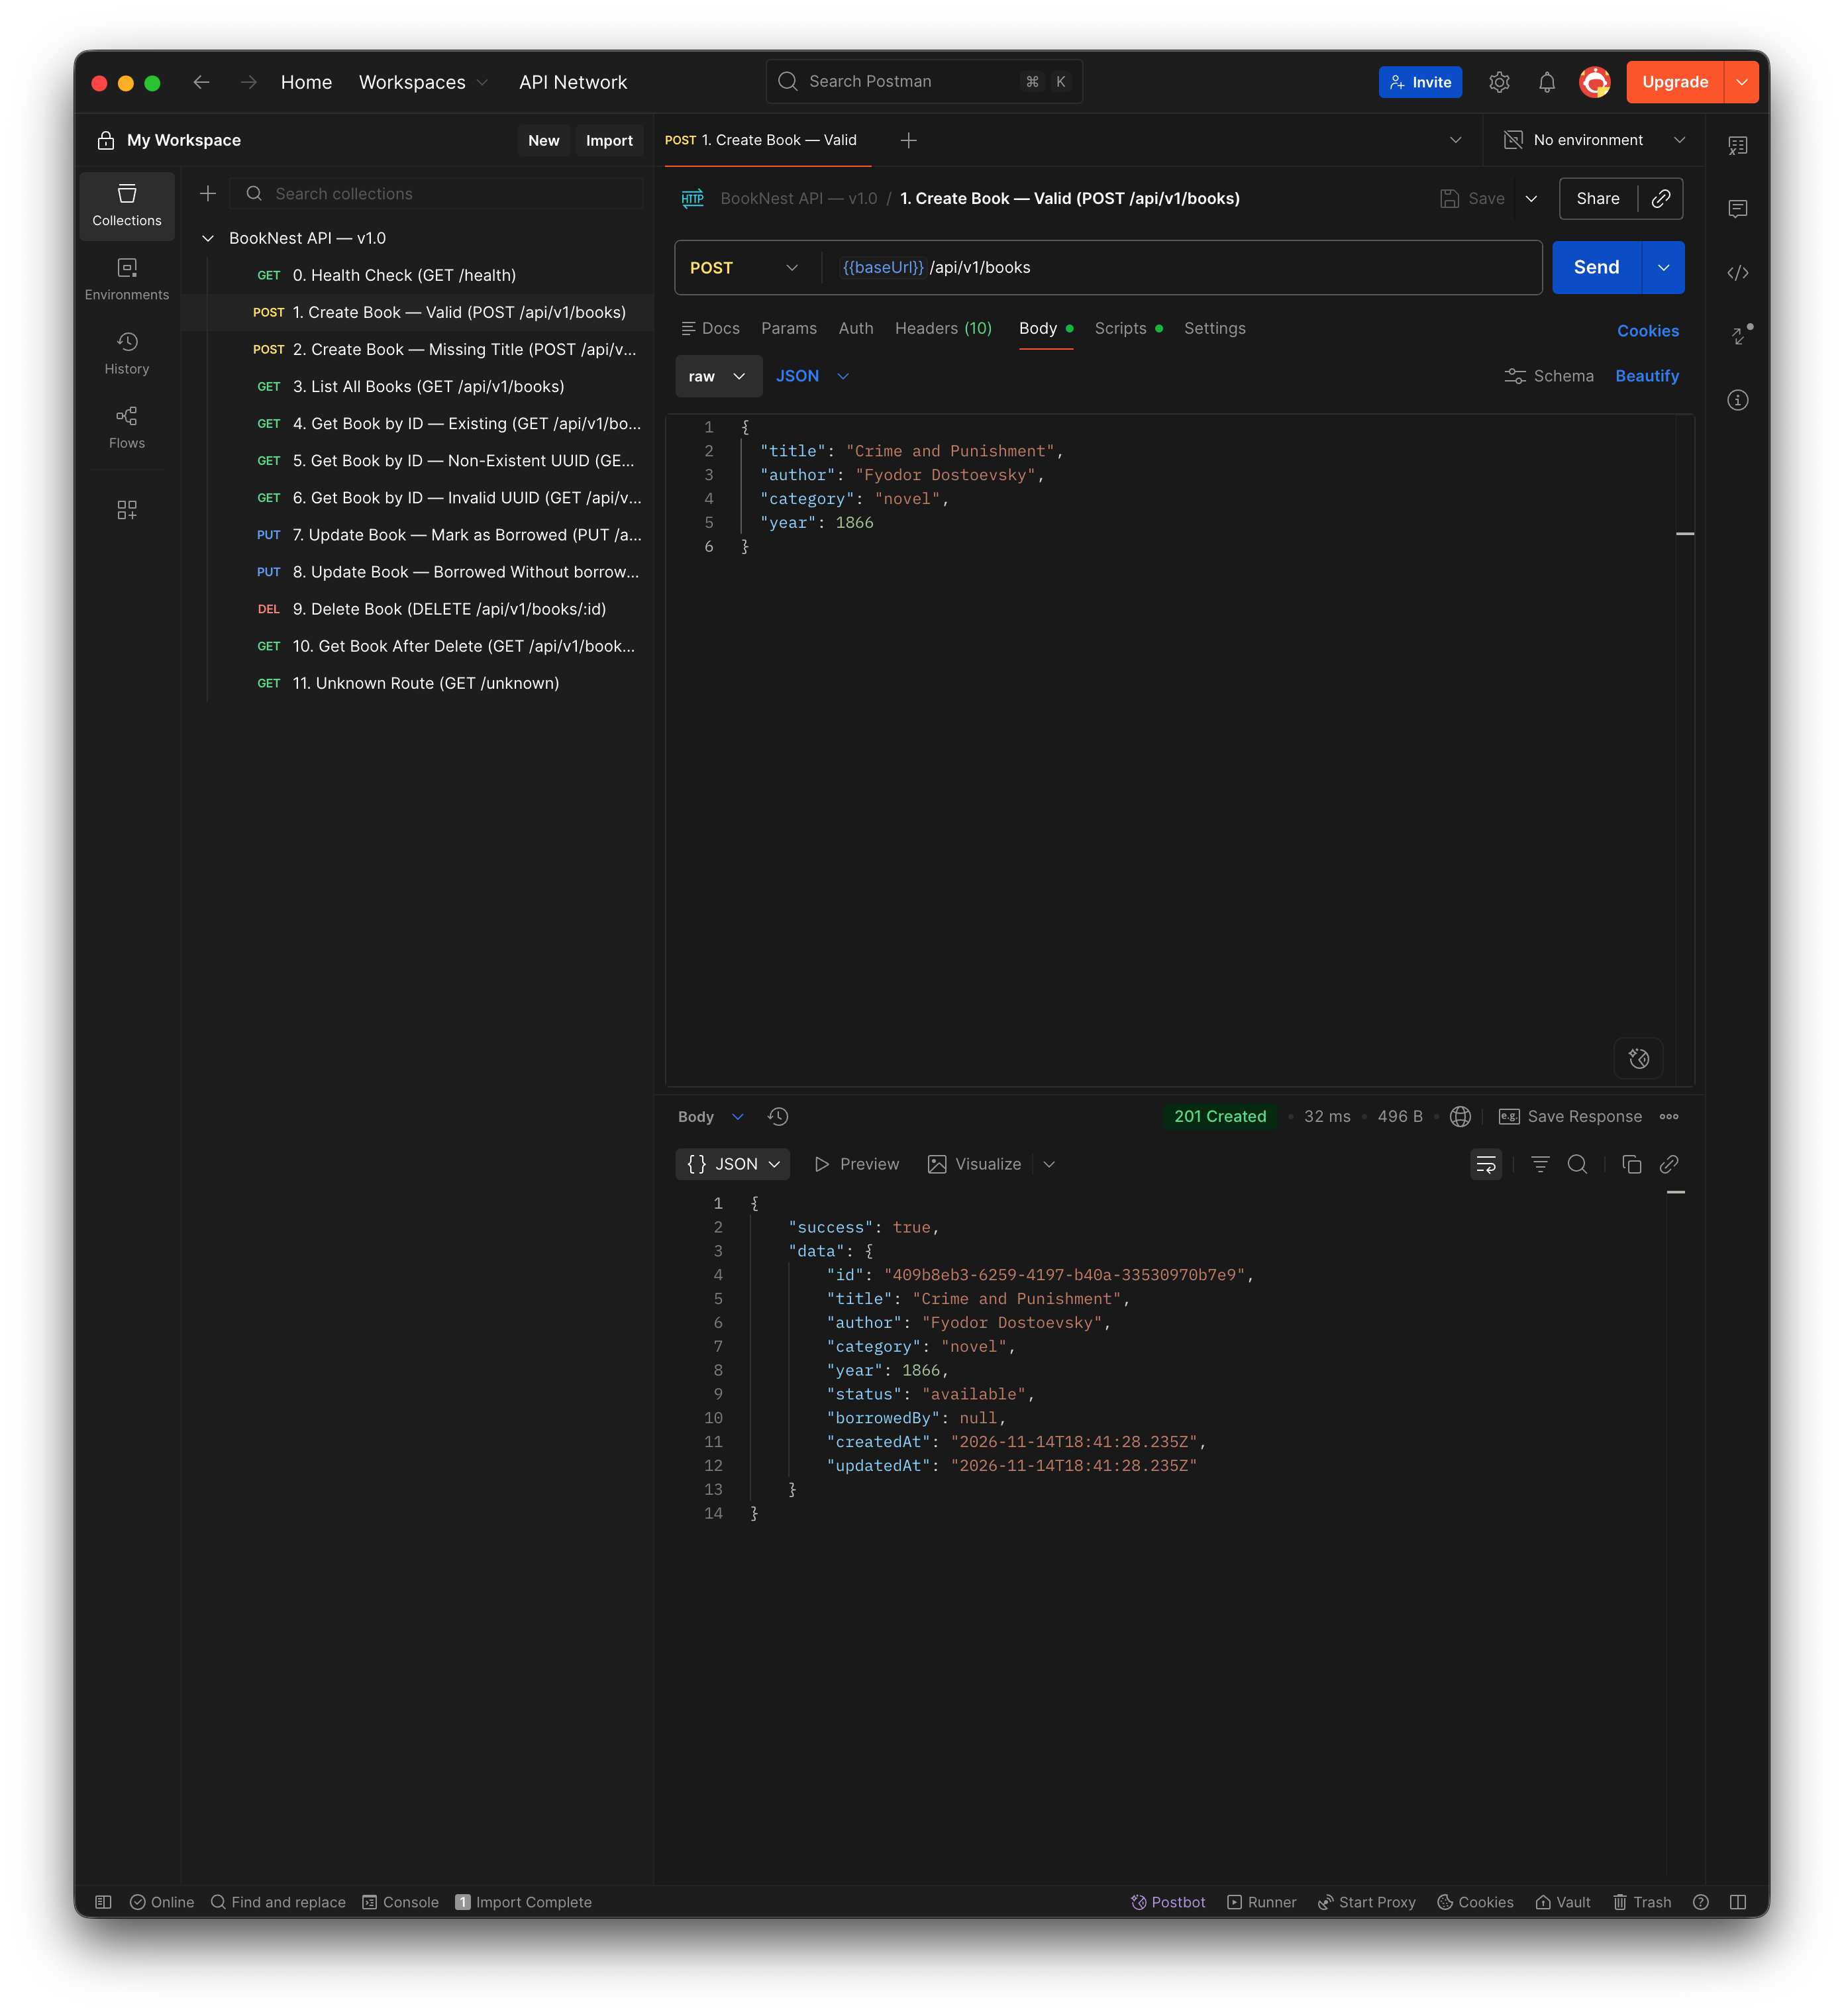 Home Workspaces API Network Search Postman ⌘ K Invite Upgrade
My Workspace New Import POST 1. Create Book — Valid No environment
Collections
Environments
History
Flows
Search collections
BookNest API — v1.0
GET 0. Health Check (GET /health)
POST 1. Create Book — Valid (POST /api/v1/books)
POST 2. Create Book — Missing Title (POST /api/v...
GET 3. List All Books (GET /api/v1/books)
GET 4. Get Book by ID — Existing (GET /api/v1/bo...
GET 5. Get Book by ID — Non-Existent UUID (GE...
GET 6. Get Book by ID — Invalid UUID (GET /api/v...
PUT 7. Update Book — Mark as Borrowed (PUT /a...
PUT 8. Update Book — Borrowed Without borrow...
DEL 9. Delete Book (DELETE /api/v1/books/:id)
GET 10. Get Book After Delete (GET /api/v1/book...
GET 11. Unknown Route (GET /unknown)
HTTP BookNest API — v1.0 / 1. Create Book — Valid (POST /api/v1/books) Save Share
POST {{baseUrl}} /api/v1/books Send
Docs Params Auth Headers (10) Body Scripts Settings Cookies
raw JSON Schema Beautify
1 {
2 "title": "Crime and Punishment",
3 "author": "Fyodor Dostoevsky",
4 "category": "novel",
5 "year": 1866
6 }
Body 201 Created 32 ms 496 B e.g. Save Response
{} JSON Preview Visualize
1 {
2 "success": true,
3 "data": {
4 "id": "409b8eb3-6259-4197-b40a-33530970b7e9",
5 "title": "Crime and Punishment",
6 "author": "Fyodor Dostoevsky",
7 "category": "novel",
8 "year": 1866,
9 "status": "available",
10 "borrowedBy": null,
11 "createdAt": "2026-11-14T18:41:28.235Z",
12 "updatedAt": "2026-11-14T18:41:28.235Z"
13 }
14 }
Online Find and replace Console 1 Import Complete Postbot Runner Start Proxy Cookies Vault Trash